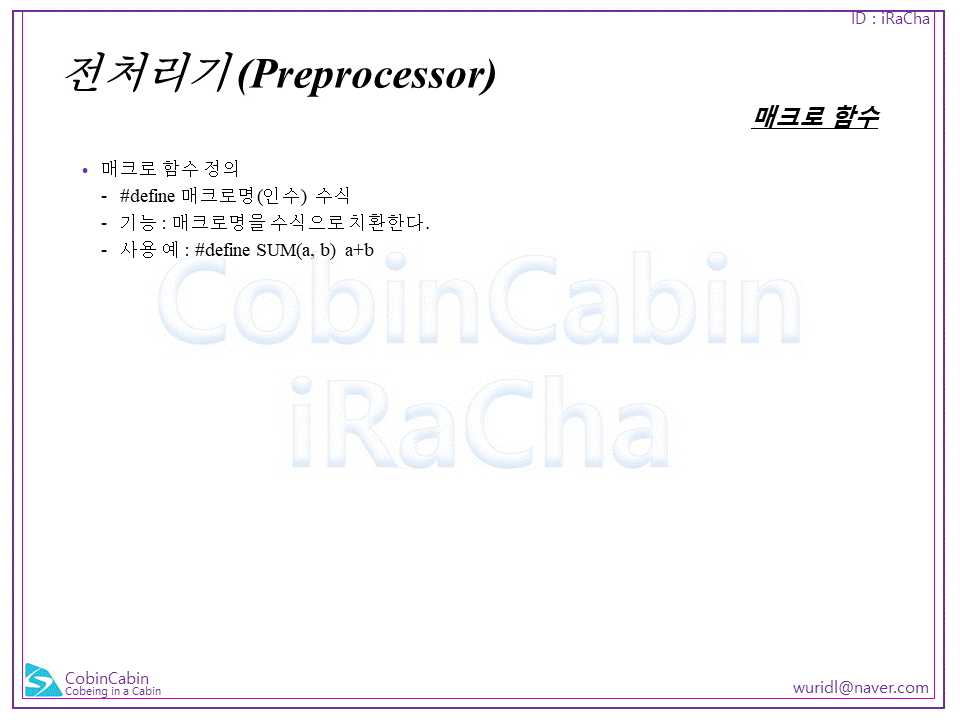 ID : iRaCha
전처리기(Preprocessor)
매크로 함수
• 매크로 함수 정의
- #define 매크로명(인수) 수식
- 기능 : 매크로명을 수식으로 치환한다.
- 사용 예 : #define SUM(a, b) a+b
CobinCabin
iRaCha
CobinCabin
Cobeing in a Cabin
wuridl@naver.com